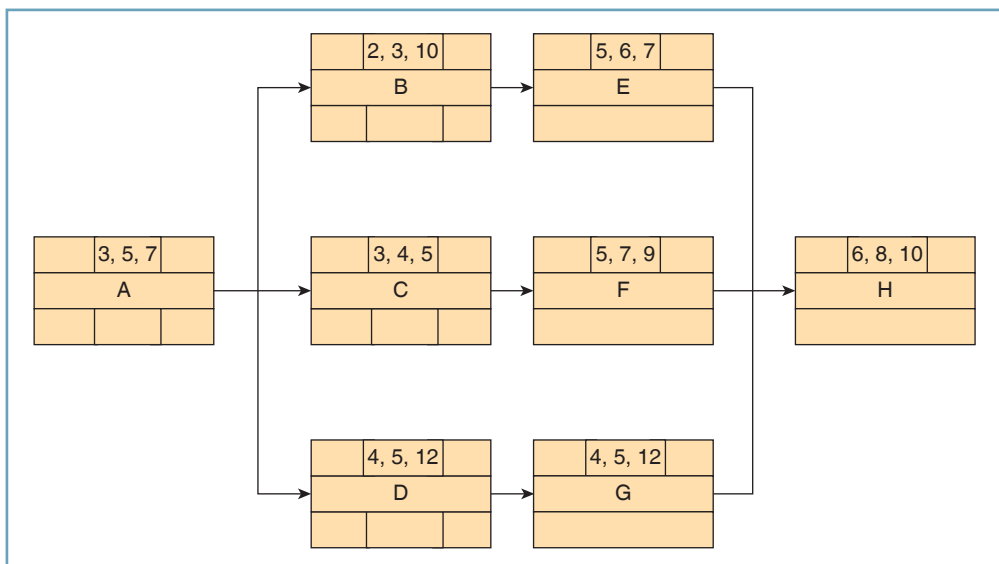 2, 3, 10
B
5, 6, 7
E
3, 5, 7
A
3, 4, 5
C
5, 7, 9
F
6, 8, 10
H
4, 5, 12
D
4, 5, 12
G